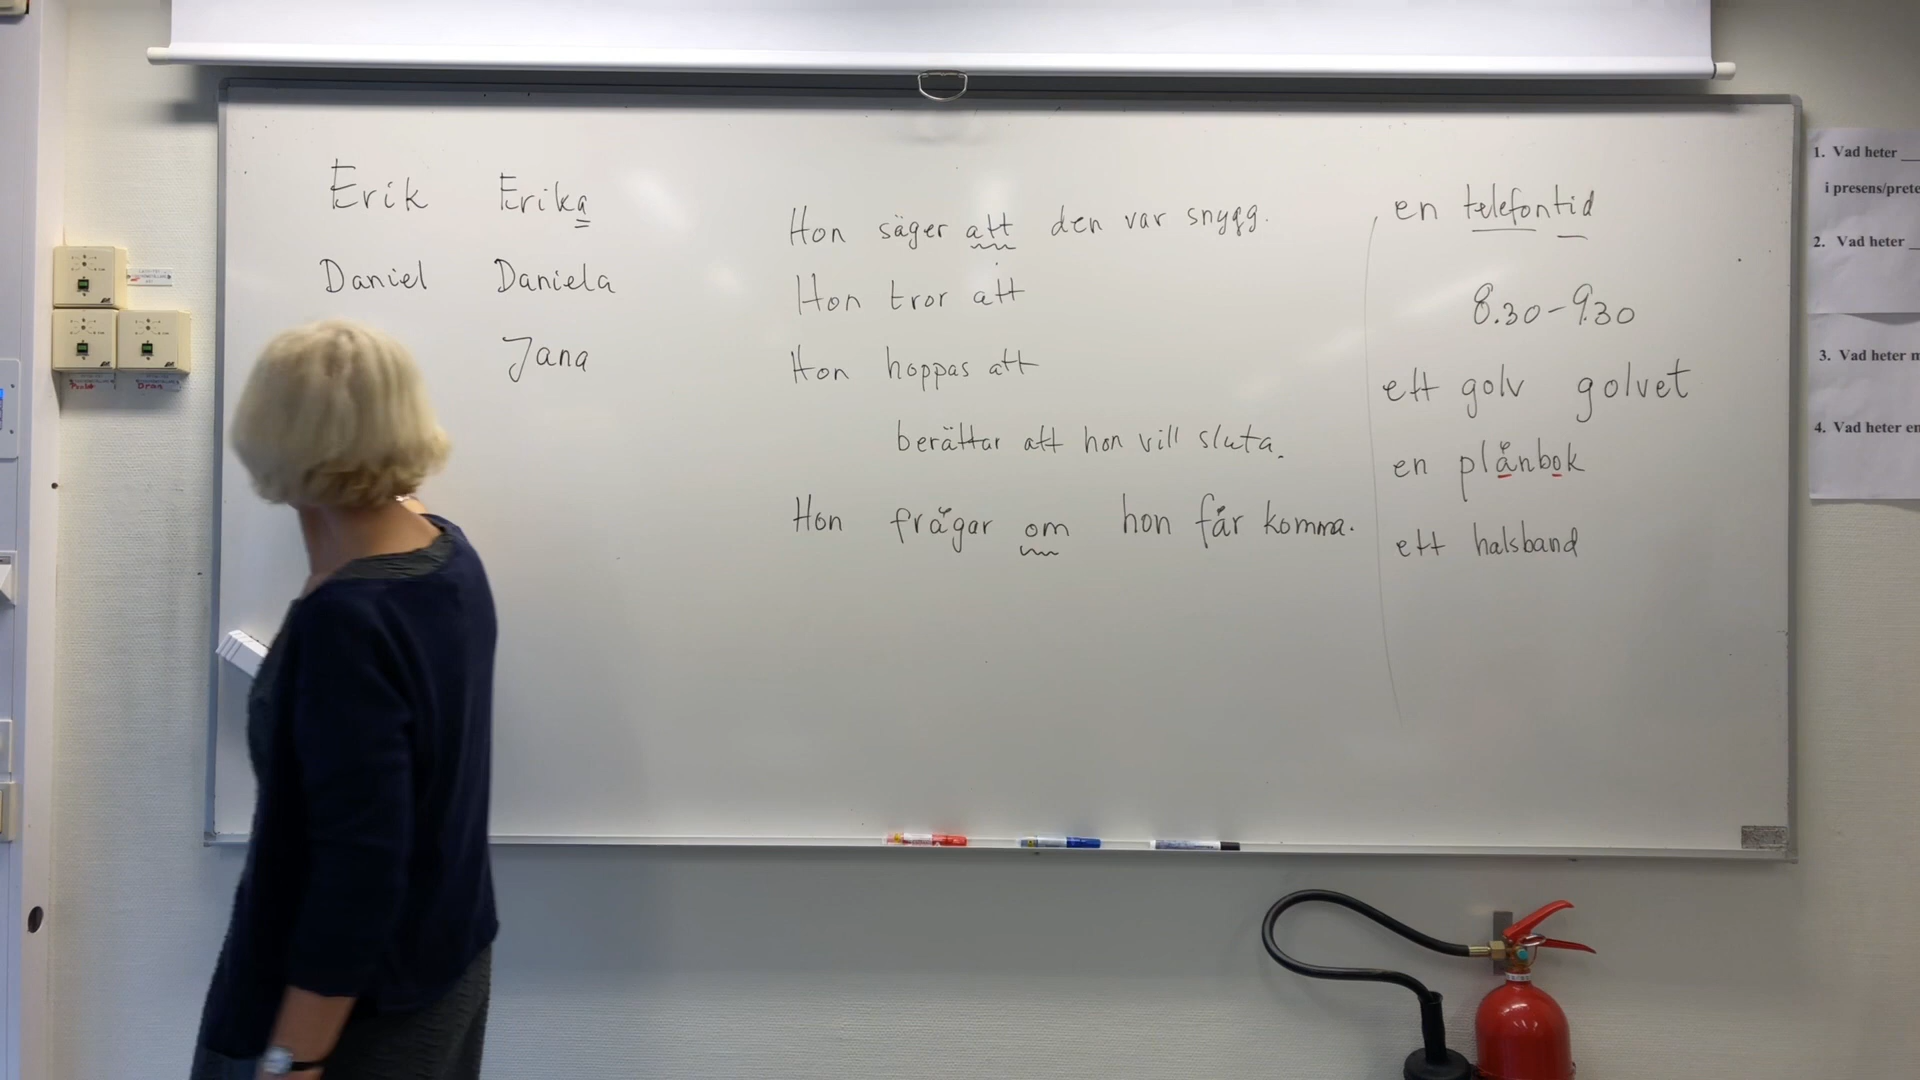 Erik Erika
Daniel Daniela
Jana
Hon säger att den var snygg.
Hon tror att
Hon hoppas att
berättar att hon vill sluta.
Hon frågar om hon får komma.
en telefontid
8.30-9.30
ett golv golvet
en plånbok
ett halsband
1. Vad heter
i presens/prete
2. Vad heter
3. Vad heter
4. Vad heter